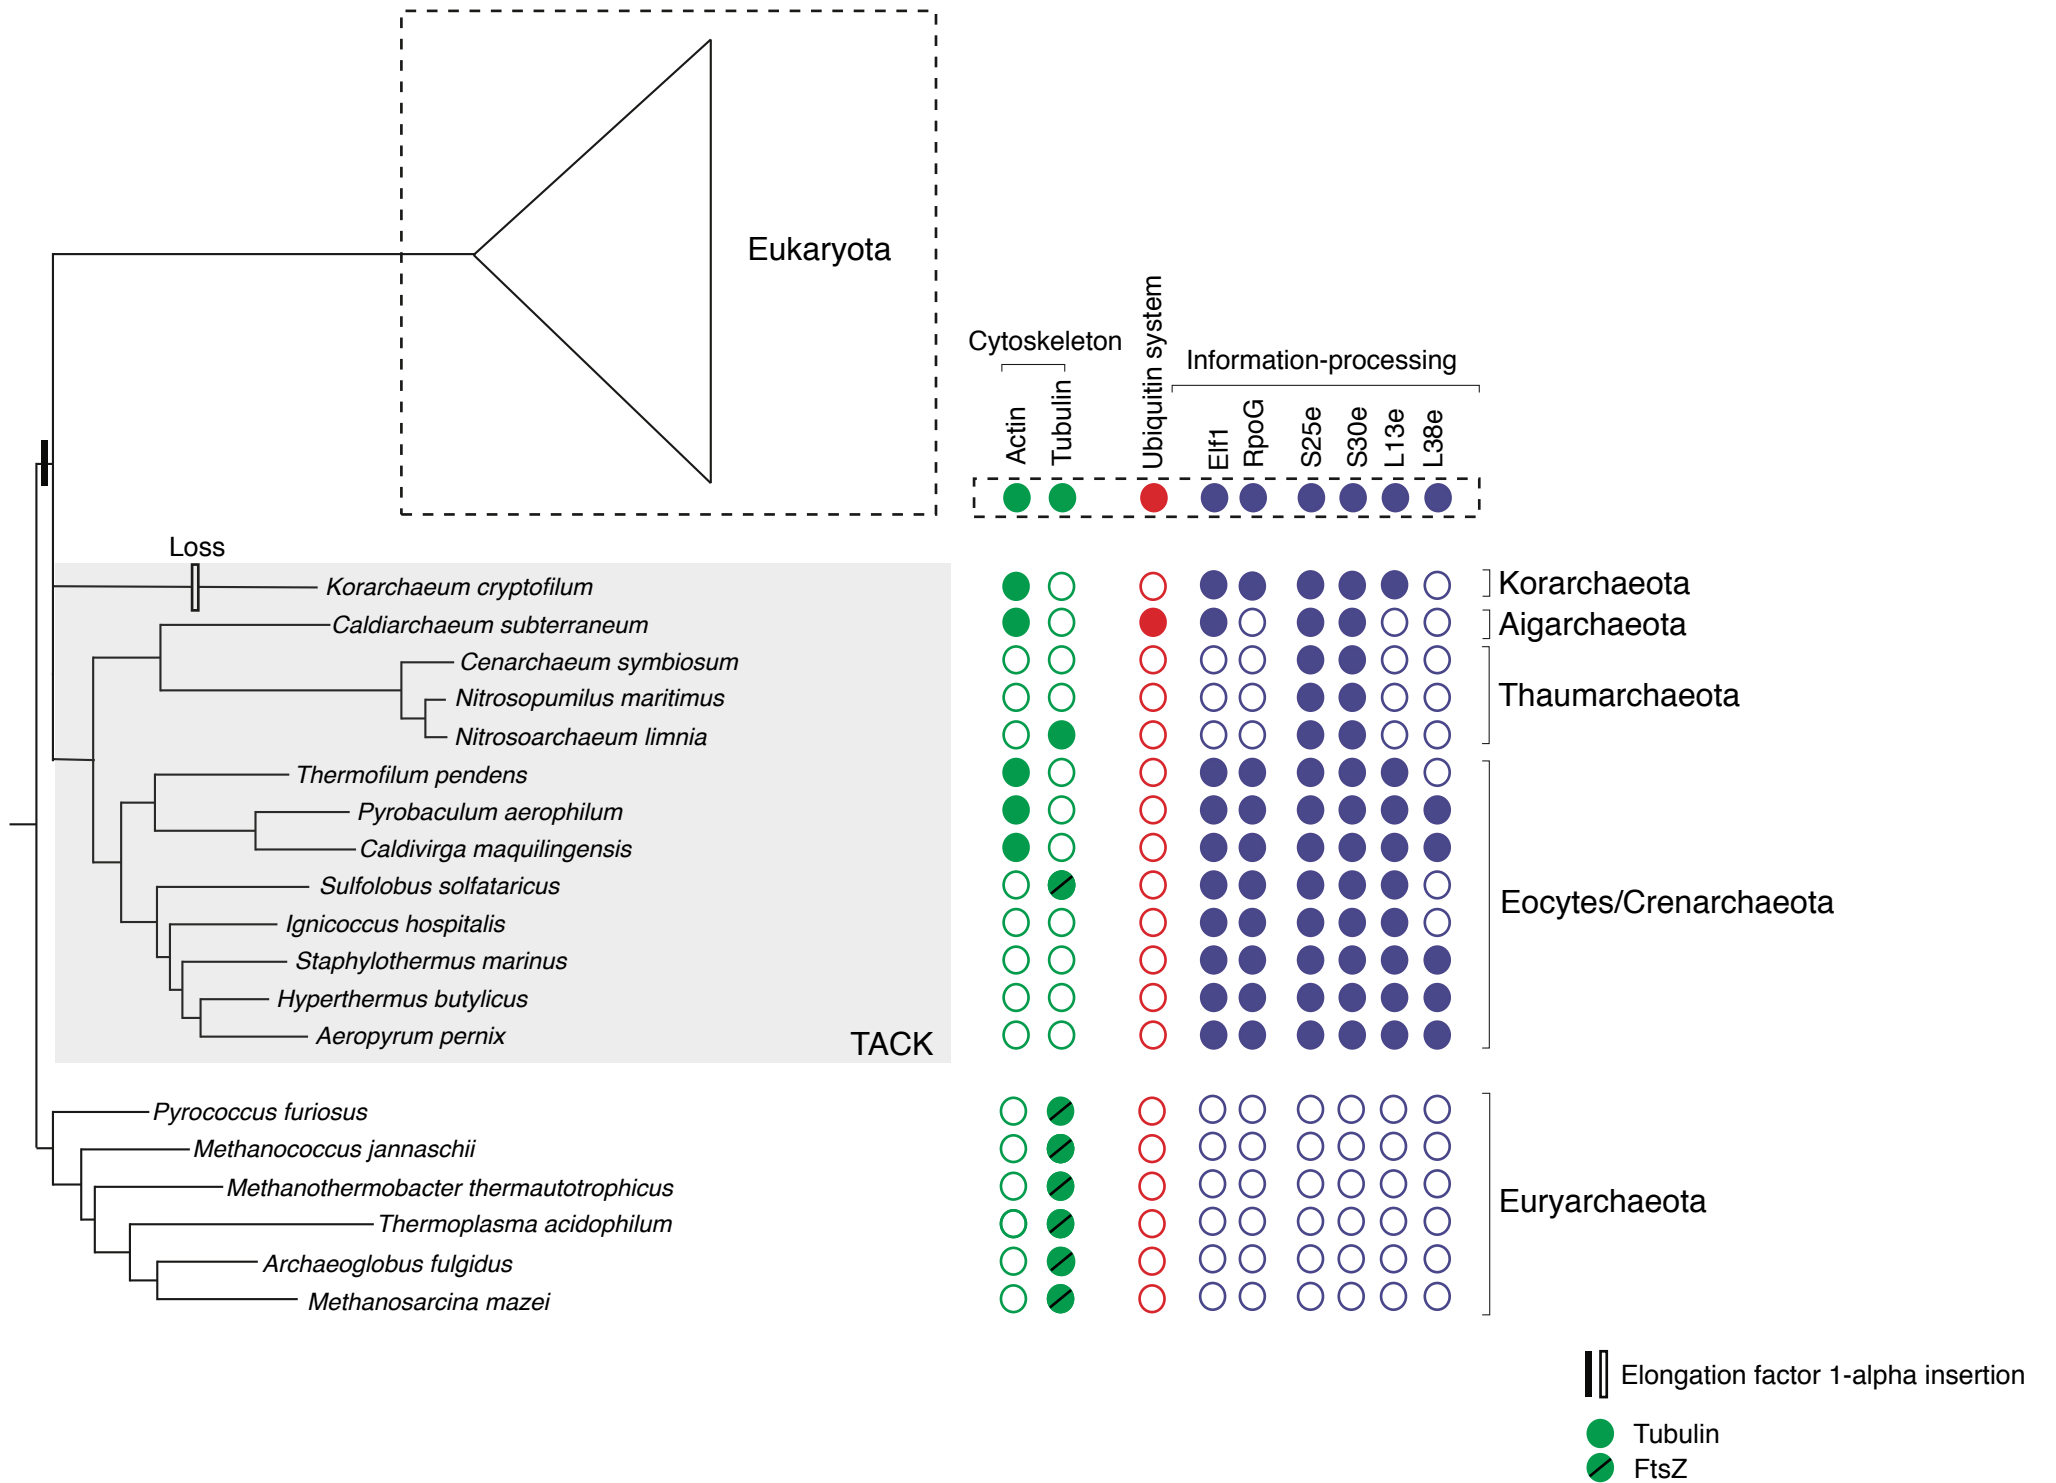 Eukaryota
Cytoskeleton
Ubiquitin system
Information-processing
Actin
Tubulin
Elf1
RpoG
S25e
S30e
L13e
L38e
Loss
Korarchaeum cryptofilum
Korarchaeota
Caldiarchaeum subterraneum
Aigarchaeota
Cenarchaeum symbiosum
Nitrosopumilus maritimus
Thaumarchaeota
Nitrosoarchaeum limnia
Thermofilum pendens
Pyrobaculum aerophilum
Caldivirga maquilingensis
Sulfolobus solfataricus
Eocytes/Crenarchaeota
Ignicoccus hospitalis
Staphylothermus marinus
Hyperthermus butylicus
Aeropyrum pernix
TACK
Pyrococcus furiosus
Methanococcus jannaschii
Methanothermobacter thermautotrophicus
Euryarchaeota
Thermoplasma acidophilum
Archaeoglobus fulgidus
Methanosarcina mazei
Elongation factor 1-alpha insertion
Tubulin
FtsZ